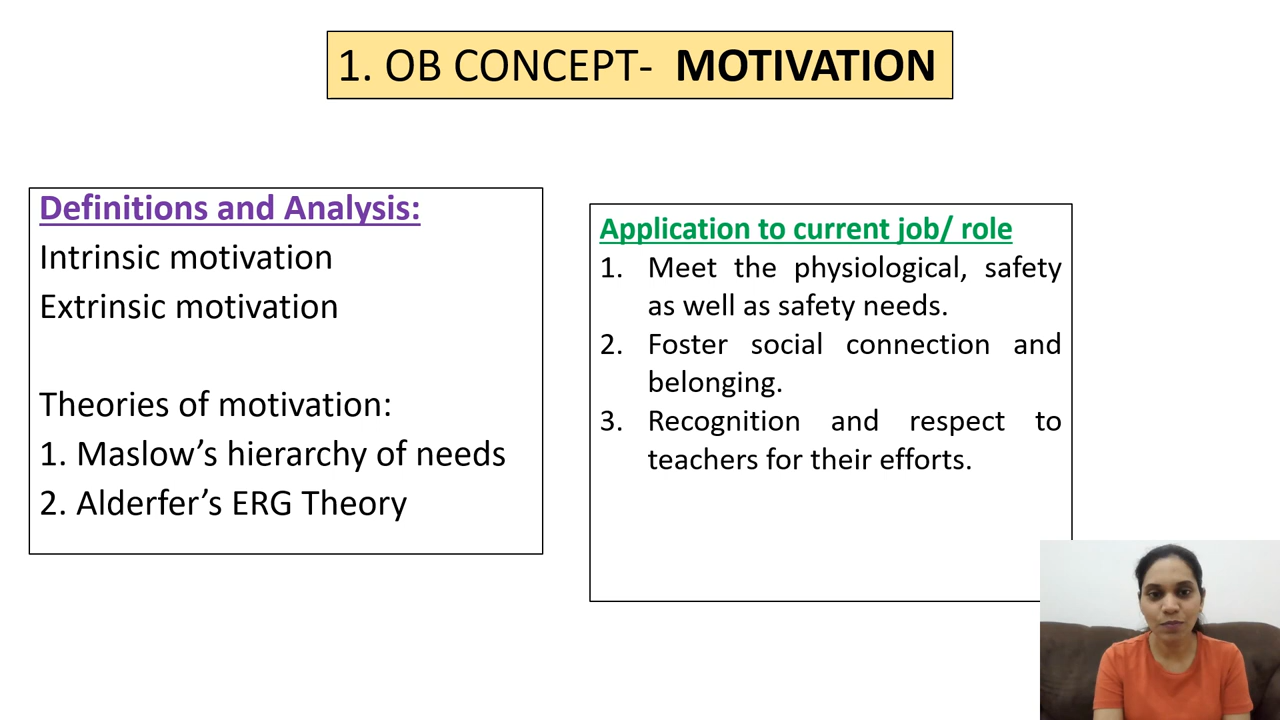 1. OB CONCEPT- MOTIVATION
Definitions and Analysis:
Intrinsic motivation
Extrinsic motivation
Theories of motivation:
1. Maslow’s hierarchy of needs
2. Alderfer’s ERG Theory
Application to current job/ role
1. Meet the physiological, safety
as well as safety needs.
2. Foster social connection and
belonging.
3. Recognition and respect to
teachers for their efforts.